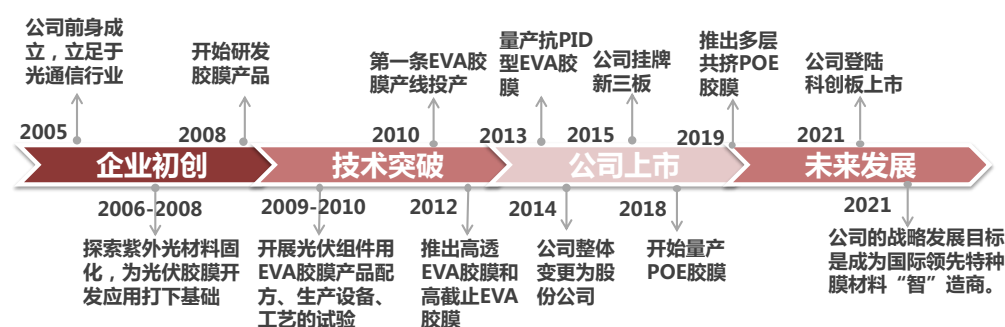 公司前身成
立，立足于
光通信行业
开始研发
胶膜产品
第一条EVA胶
膜产线投产
量产抗PID
型EVA胶
膜
公司挂牌
新三板
推出多层
共挤POE
胶膜
公司登陆
科创板上市
2005
2008
2010
2013
2015
2019
2021
企业初创
技术突破
公司上市
未来发展
2006-2008
探索紫外光材料固
化，为光伏胶膜开
发应用打下基础
2009-2010
开展光伏组件用
EVA胶膜产品配
方、生产设备、
工艺的试验
2012
推出高透
EVA胶膜和
高截止EVA
胶膜
2014
公司整体
变更为股
份公司
2018
开始量产
POE胶膜
2021
公司的战略发展目标
是成为国际领先特种
膜材料“智”造商。